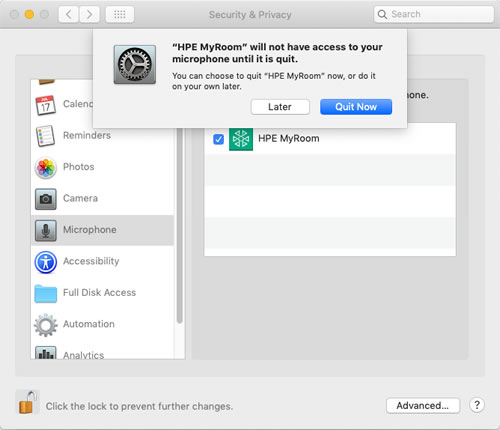 Security & Privacy
Search
“HPE MyRoom” will not have access to your
microphone until it is quit.
You can choose to quit “HPE MyRoom” now, or do it
on your own later.
Later
Quit Now
17
Reminders
Photos
Camera
Microphone
Accessibility
Full Disk Access
Automation
Analytics
HPE MyRoom
Click the lock to prevent further changes.
Advanced...
?